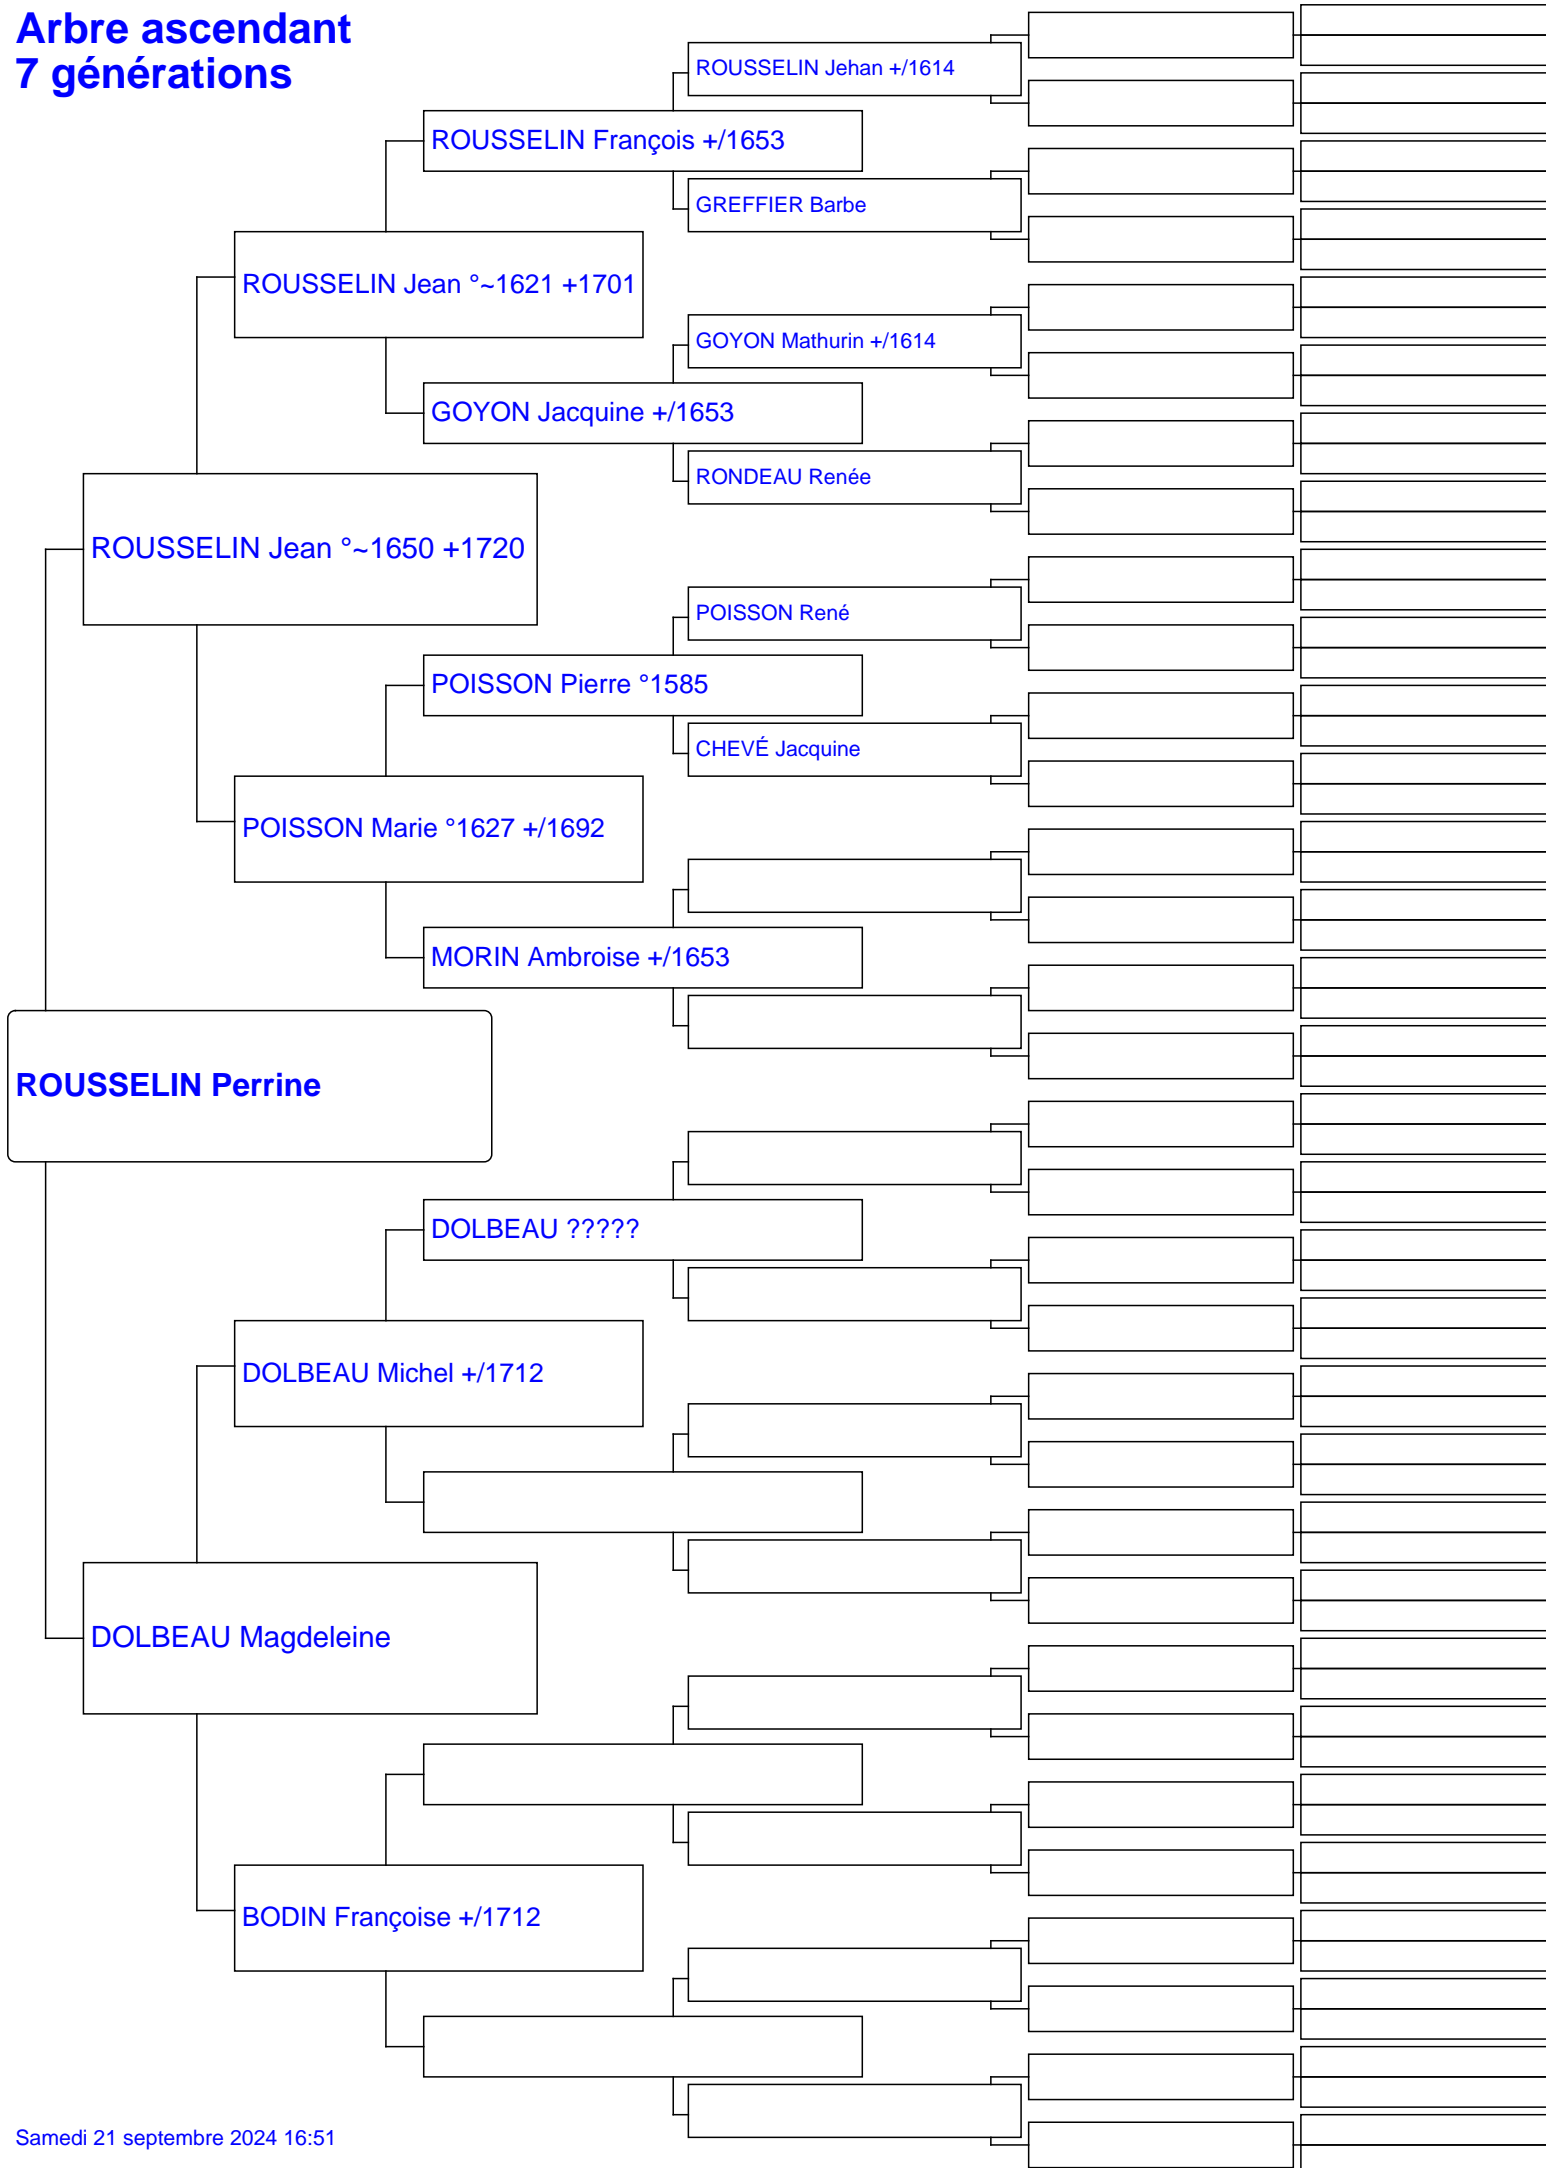 Arbre ascendant
7 générations
ROUSSELIN Jehan +/1614
ROUSSELIN François +/1653
GREFFIER Barbe
ROUSSELIN Jean °~1621 +1701
GOYON Mathurin +/1614
GOYON Jacquine +/1653
RONDEAU Renée
ROUSSELIN Jean °~1650 +1720
POISSON René
POISSON Pierre °1585
CHEVÉ Jacquine
POISSON Marie °1627 +/1692
MORIN Ambroise +/1653
ROUSSELIN Perrine
DOLBEAU ?????
DOLBEAU Michel +/1712
DOLBEAU Magdeleine
BODIN Françoise +/1712
Samedi 21 septembre 2024 16:51